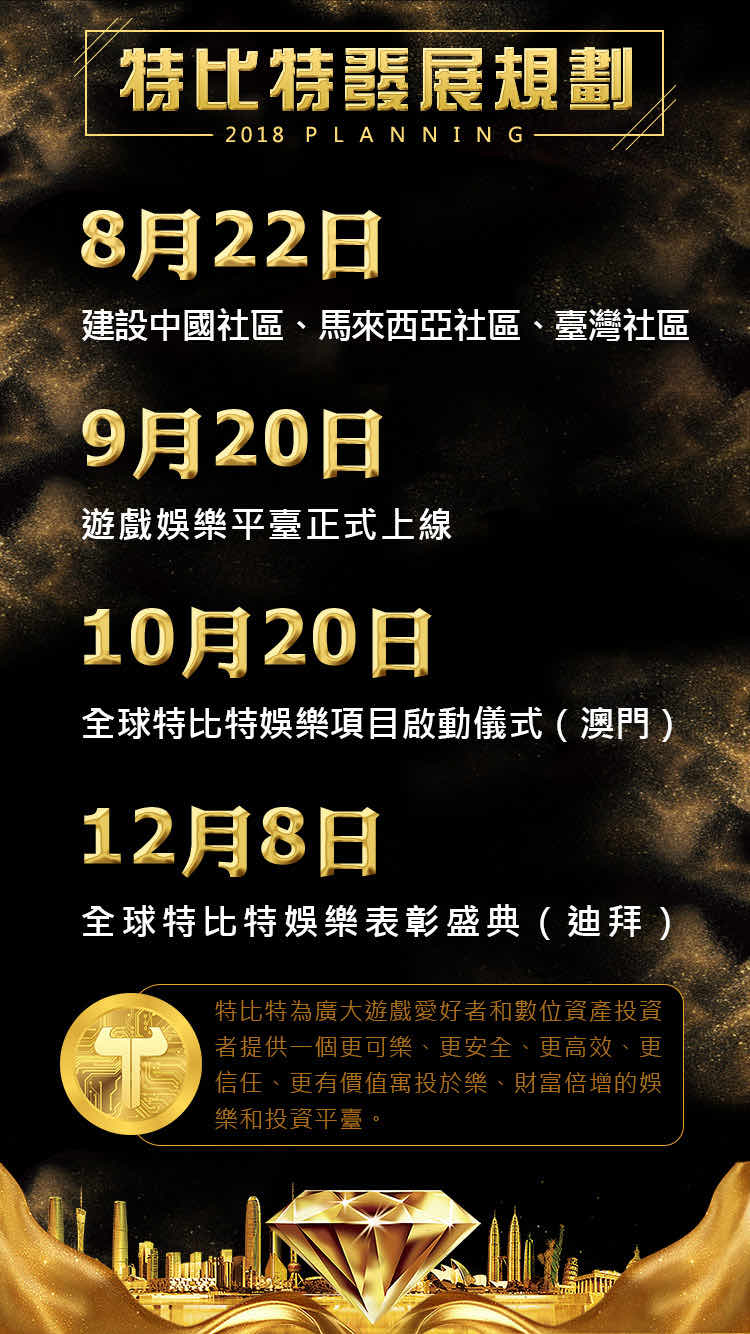 特比特發展規劃
2018 PLANNING
8月22日
建設中國社區、馬來西亞社區、臺灣社區
9月20日
遊戲娛樂平臺正式上線
10月20日
全球特比特娛樂項目啟動儀式（澳門）
12月8日
全球特比特娛樂表彰盛典（迪拜）
特比特為廣大遊戲愛好者和數位資產投資
者提供一個更可樂、更安全、更高效、更
信任、更有價值寓投於樂、財富倍增的娛
樂和投資平臺。